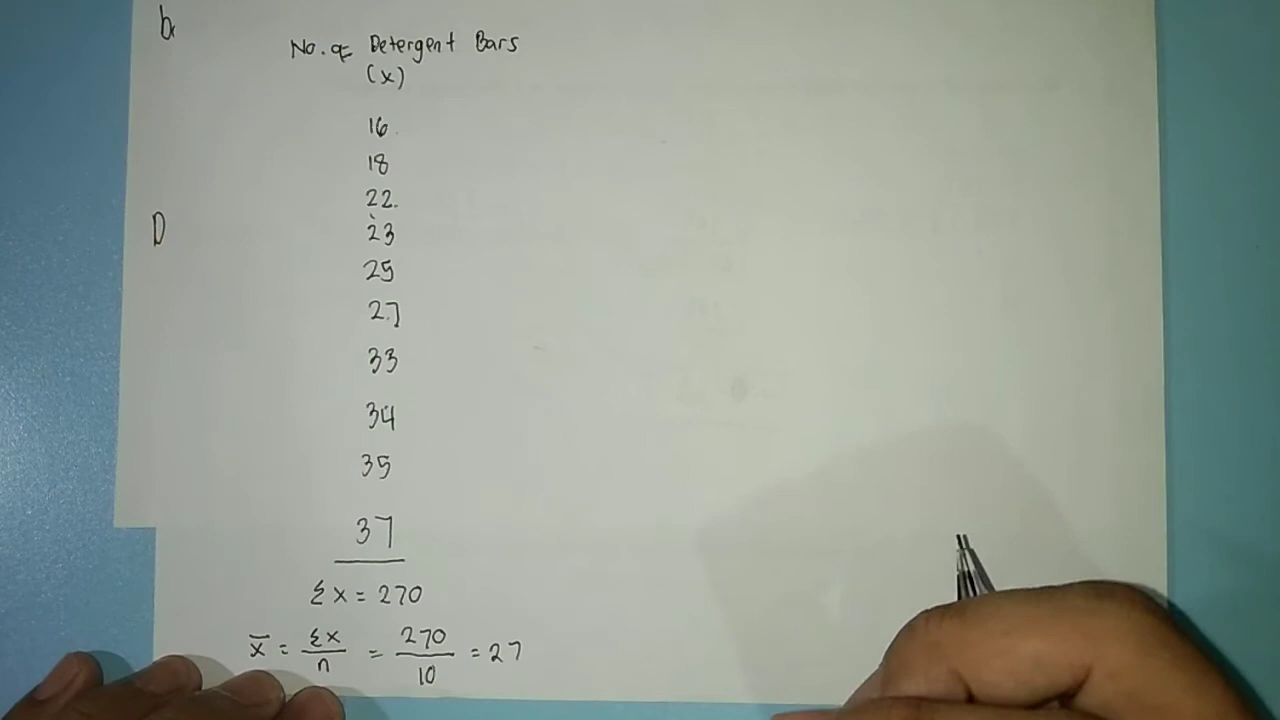 b
No. of Detergent Bars
(x)
16
18
22
D
23
25
27
33
34
35
37
Σx = 270
x̄ = Σx/n = 270/10 = 27